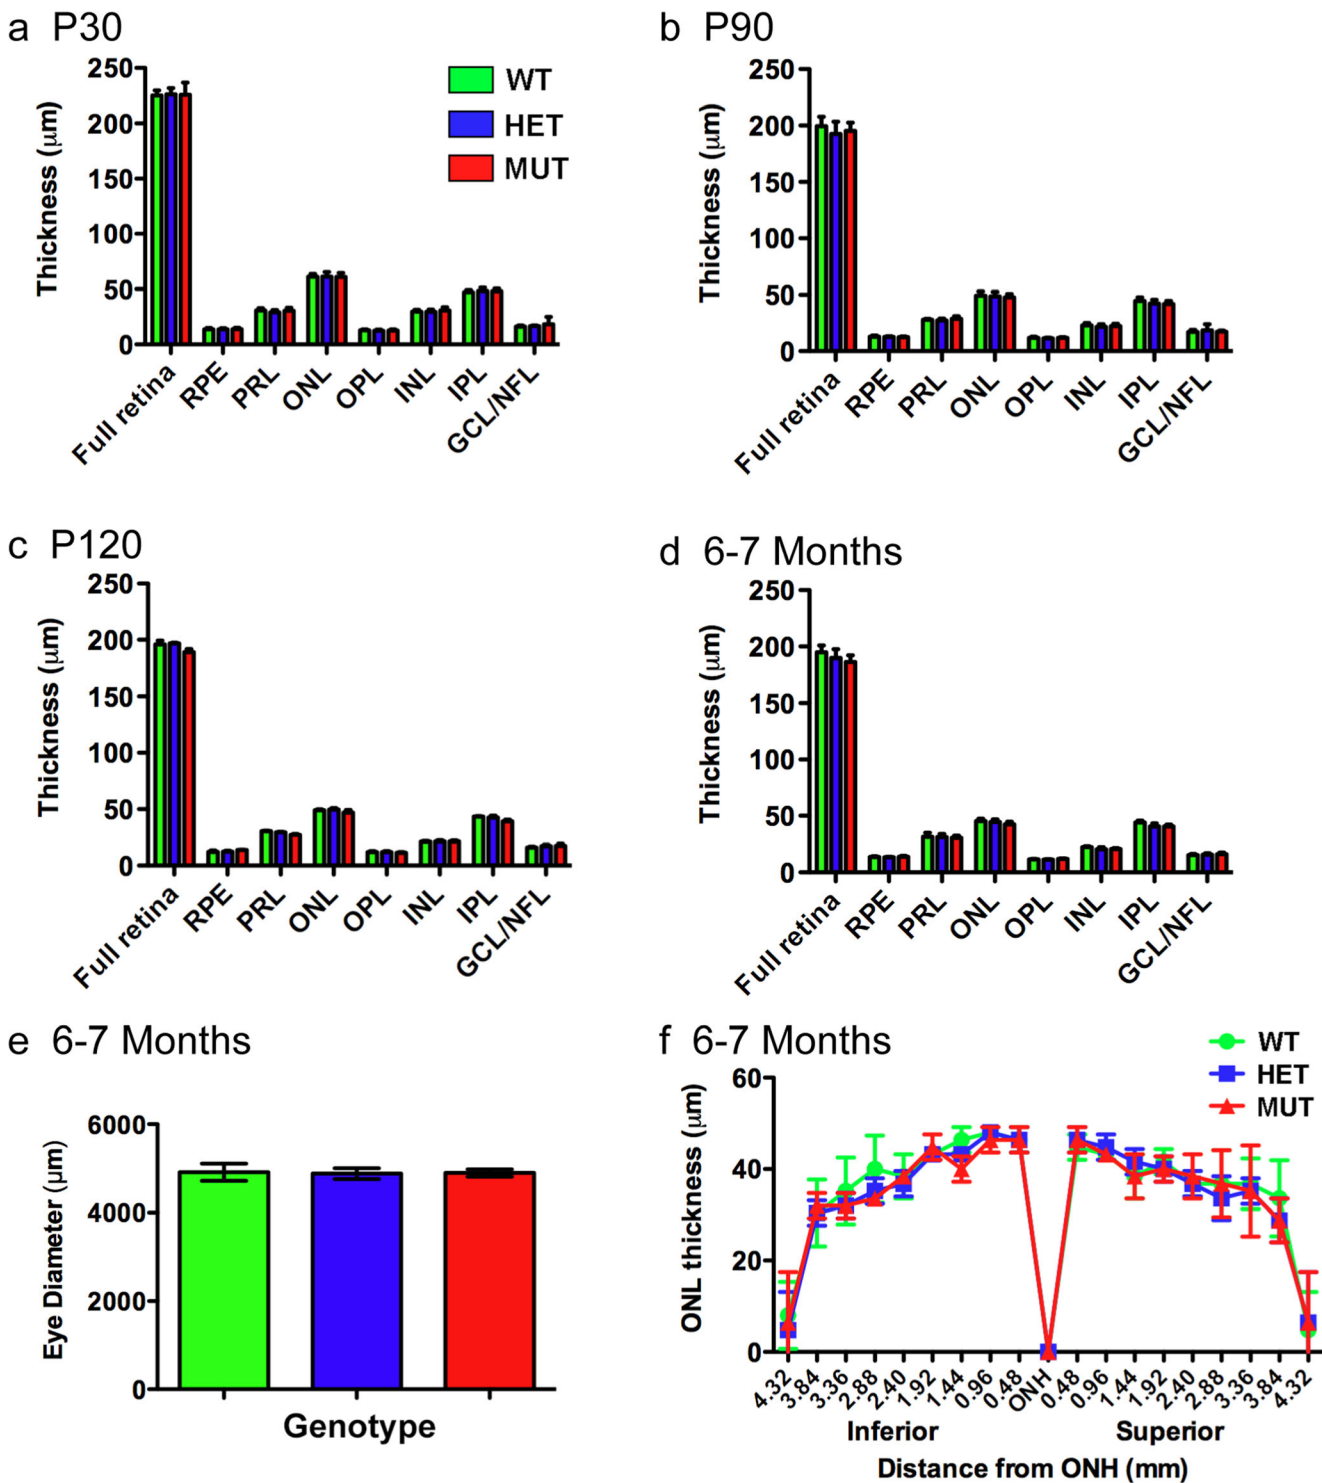 a P30
250
200
150
100
50
0
Thickness (μm)
WT
HET
MUT
Full retina
RPE
PRL
ONL
OPL
INL
IPL
GCL/NFL
b P90
250
200
150
100
50
0
Thickness (μm)
Full retina
RPE
PRL
ONL
OPL
INL
IPL
GCL/NFL
c P120
250
200
150
100
50
0
Thickness (μm)
Full retina
RPE
PRL
ONL
OPL
INL
IPL
GCL/NFL
d 6-7 Months
250
200
150
100
50
0
Thickness (μm)
Full retina
RPE
PRL
ONL
OPL
INL
IPL
GCL/NFL
e 6-7 Months
6000
4000
2000
0
Eye Diameter (μm)
Genotype
f 6-7 Months
WT
HET
MUT
60
40
20
0
ONL thickness (μm)
4.32
3.84
3.36
2.88
2.40
1.92
1.44
0.96
0.48
ONH
0.48
0.96
1.44
1.92
2.40
2.88
3.36
3.84
4.32
Inferior
Superior
Distance from ONH (mm)